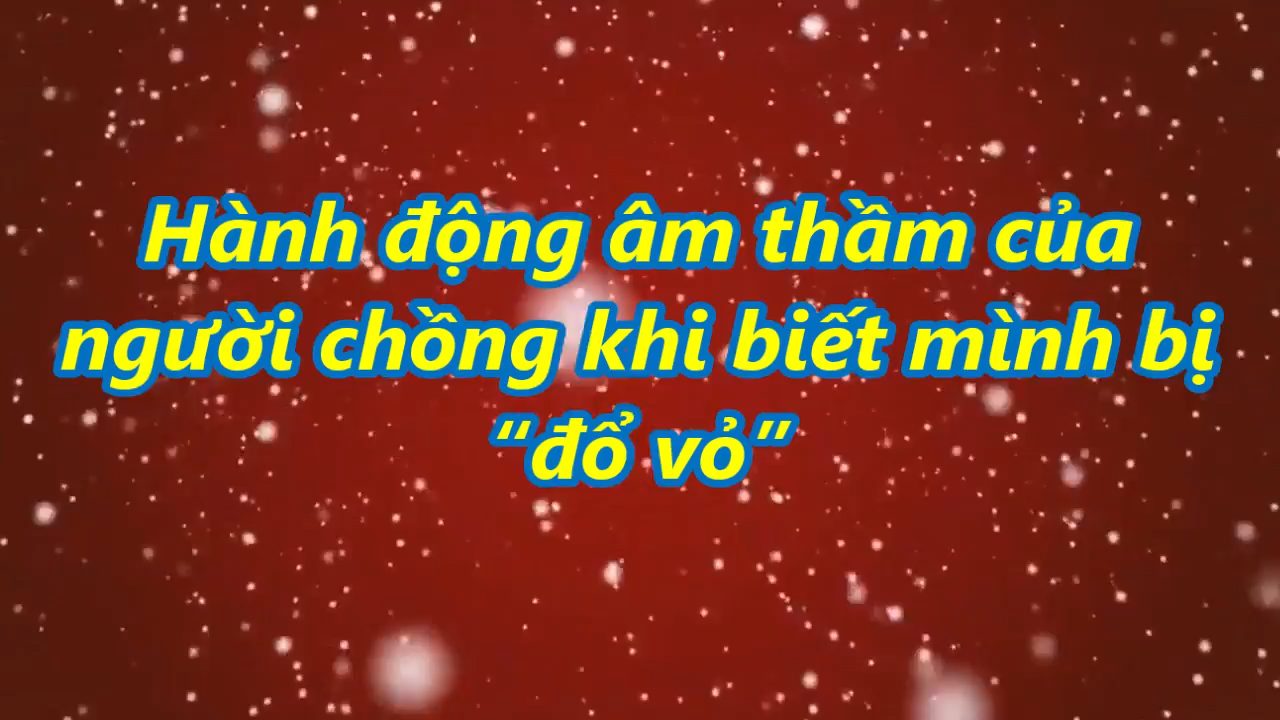 Hành động âm thầm của
người chồng khi biết mình bị
“đổ vỏ”